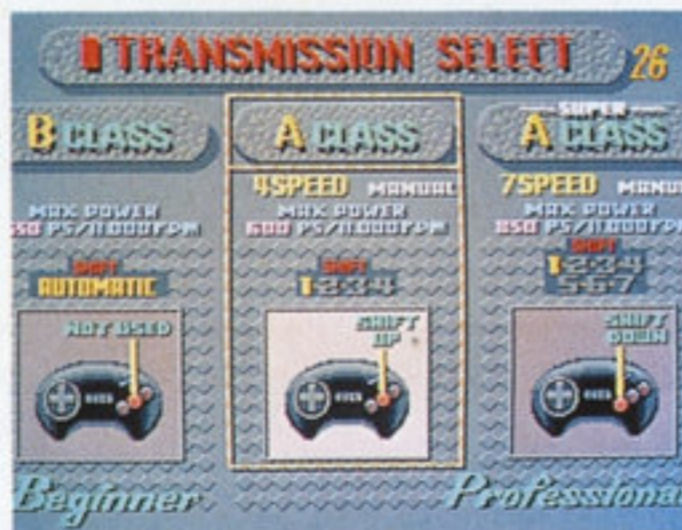 TRANSMISSION SELECT 26
B CLASS
MAX POWER
PS/11,000rpm
SHIFT
AUTOMATIC
NOT USED
Beginner
A CLASS
4SPEED MANUAL
MAX POWER
600 PS/11,000rpm
SHIFT
1·2·3·4
SHIFT
UP
SUPER
A CLASS
7SPEED MANU
MAX POWER
850 PS/11,000rpm
SHIFT
1·2·3·4
5·6·7
SHIFT
DOWN
Professional